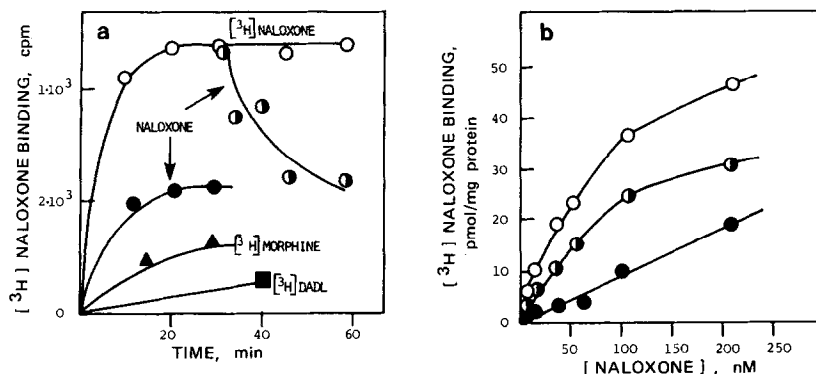 a
[³H] NALOXONE BINDING, cpm
1·10³
2·10³
0
[³H] NALOXONE
NALOXONE
[³H] MORPHINE
[³H] DADL
20
40
60
TIME, min
b
[³H] NALOXONE BINDING,
pmol/mg protein
50
40
30
20
10
0
50
100
150
200
[NALOXONE], nM